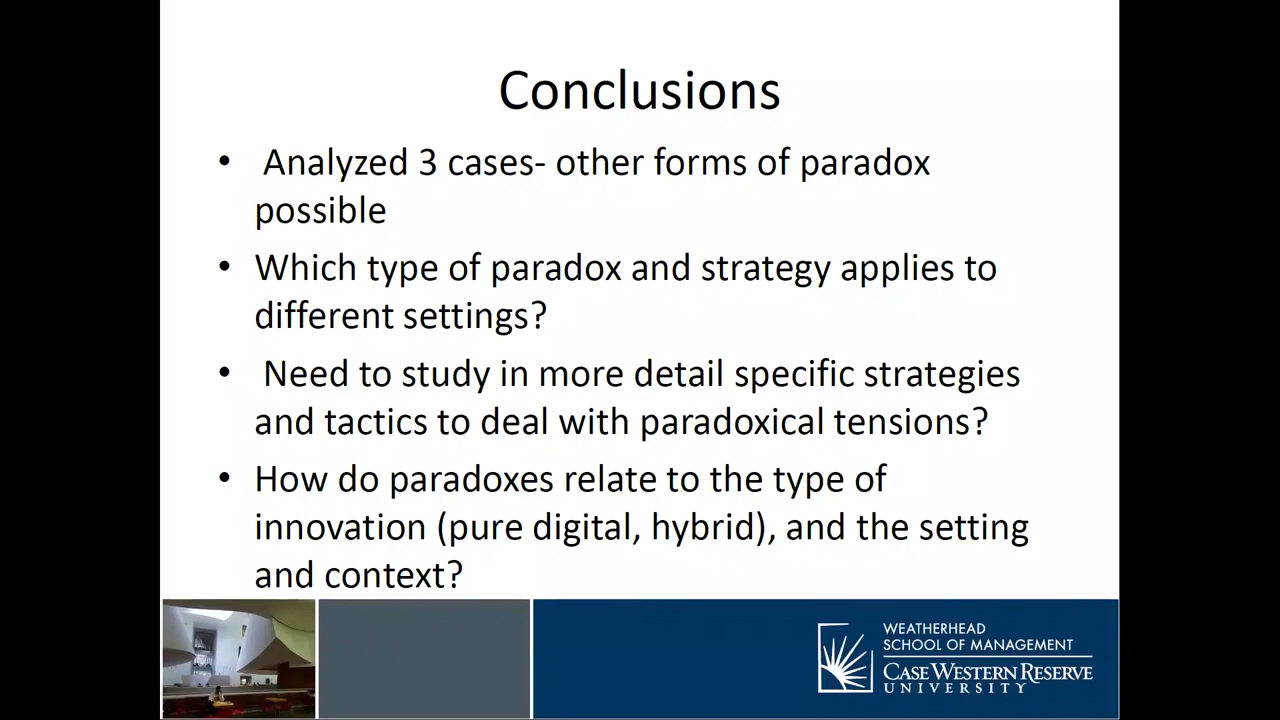 Conclusions
• Analyzed 3 cases- other forms of paradox
possible
• Which type of paradox and strategy applies to
different settings?
• Need to study in more detail specific strategies
and tactics to deal with paradoxical tensions?
• How do paradoxes relate to the type of
innovation (pure digital, hybrid), and the setting
and context?
WEATHERHEAD
SCHOOL OF MANAGEMENT
CASE WESTERN RESERVE
UNIVERSITY